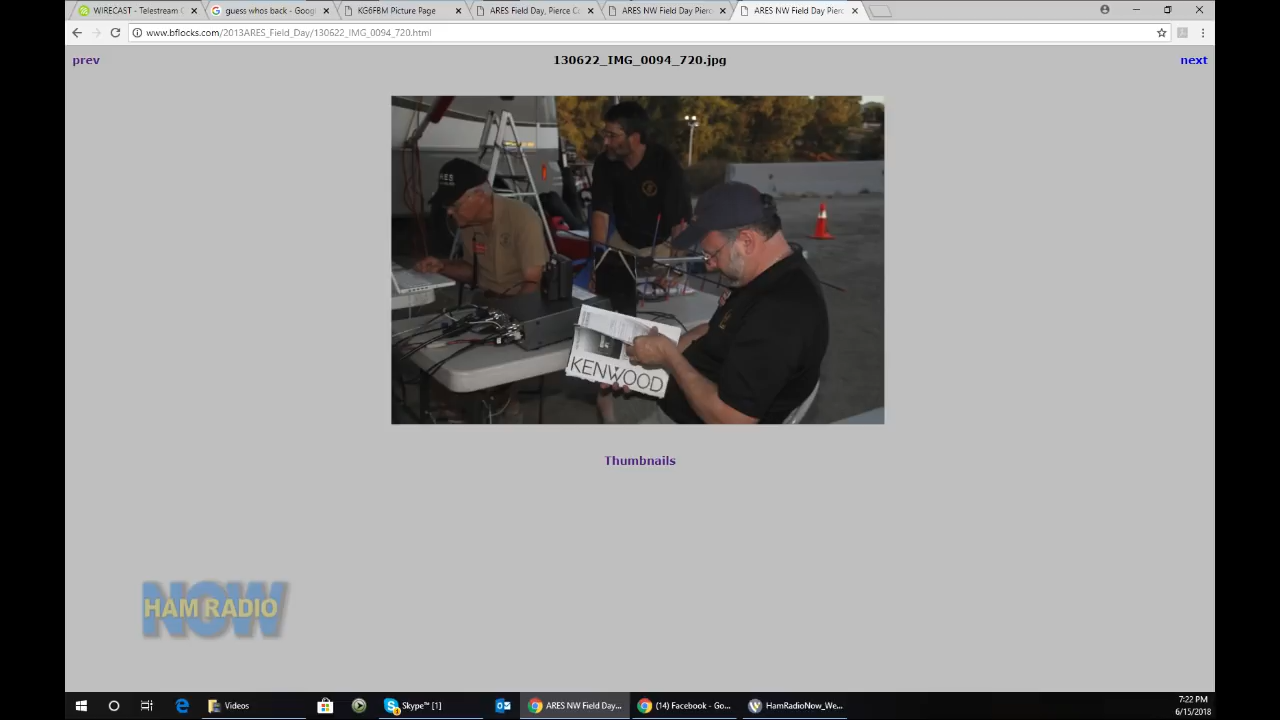 WIRECAST - Telestream C
guess whos back - Googl
KG6FBM Picture Page
ARES Field Day, Pierce Co
ARES NW Field Day Pierc
ARES NW Field Day Pierc
www.bflocks.com/2013ARES_Field_Day/130622_IMG_0094_720.html
prev
130622_IMG_0094_720.jpg
next
KENWOOD
Thumbnails
NOW
HAM RADIO
Videos
Skype™ [1]
ARES NW Field Day...
(14) Facebook - Go...
HamRadioNow_We...
7:22 PM
6/15/2018